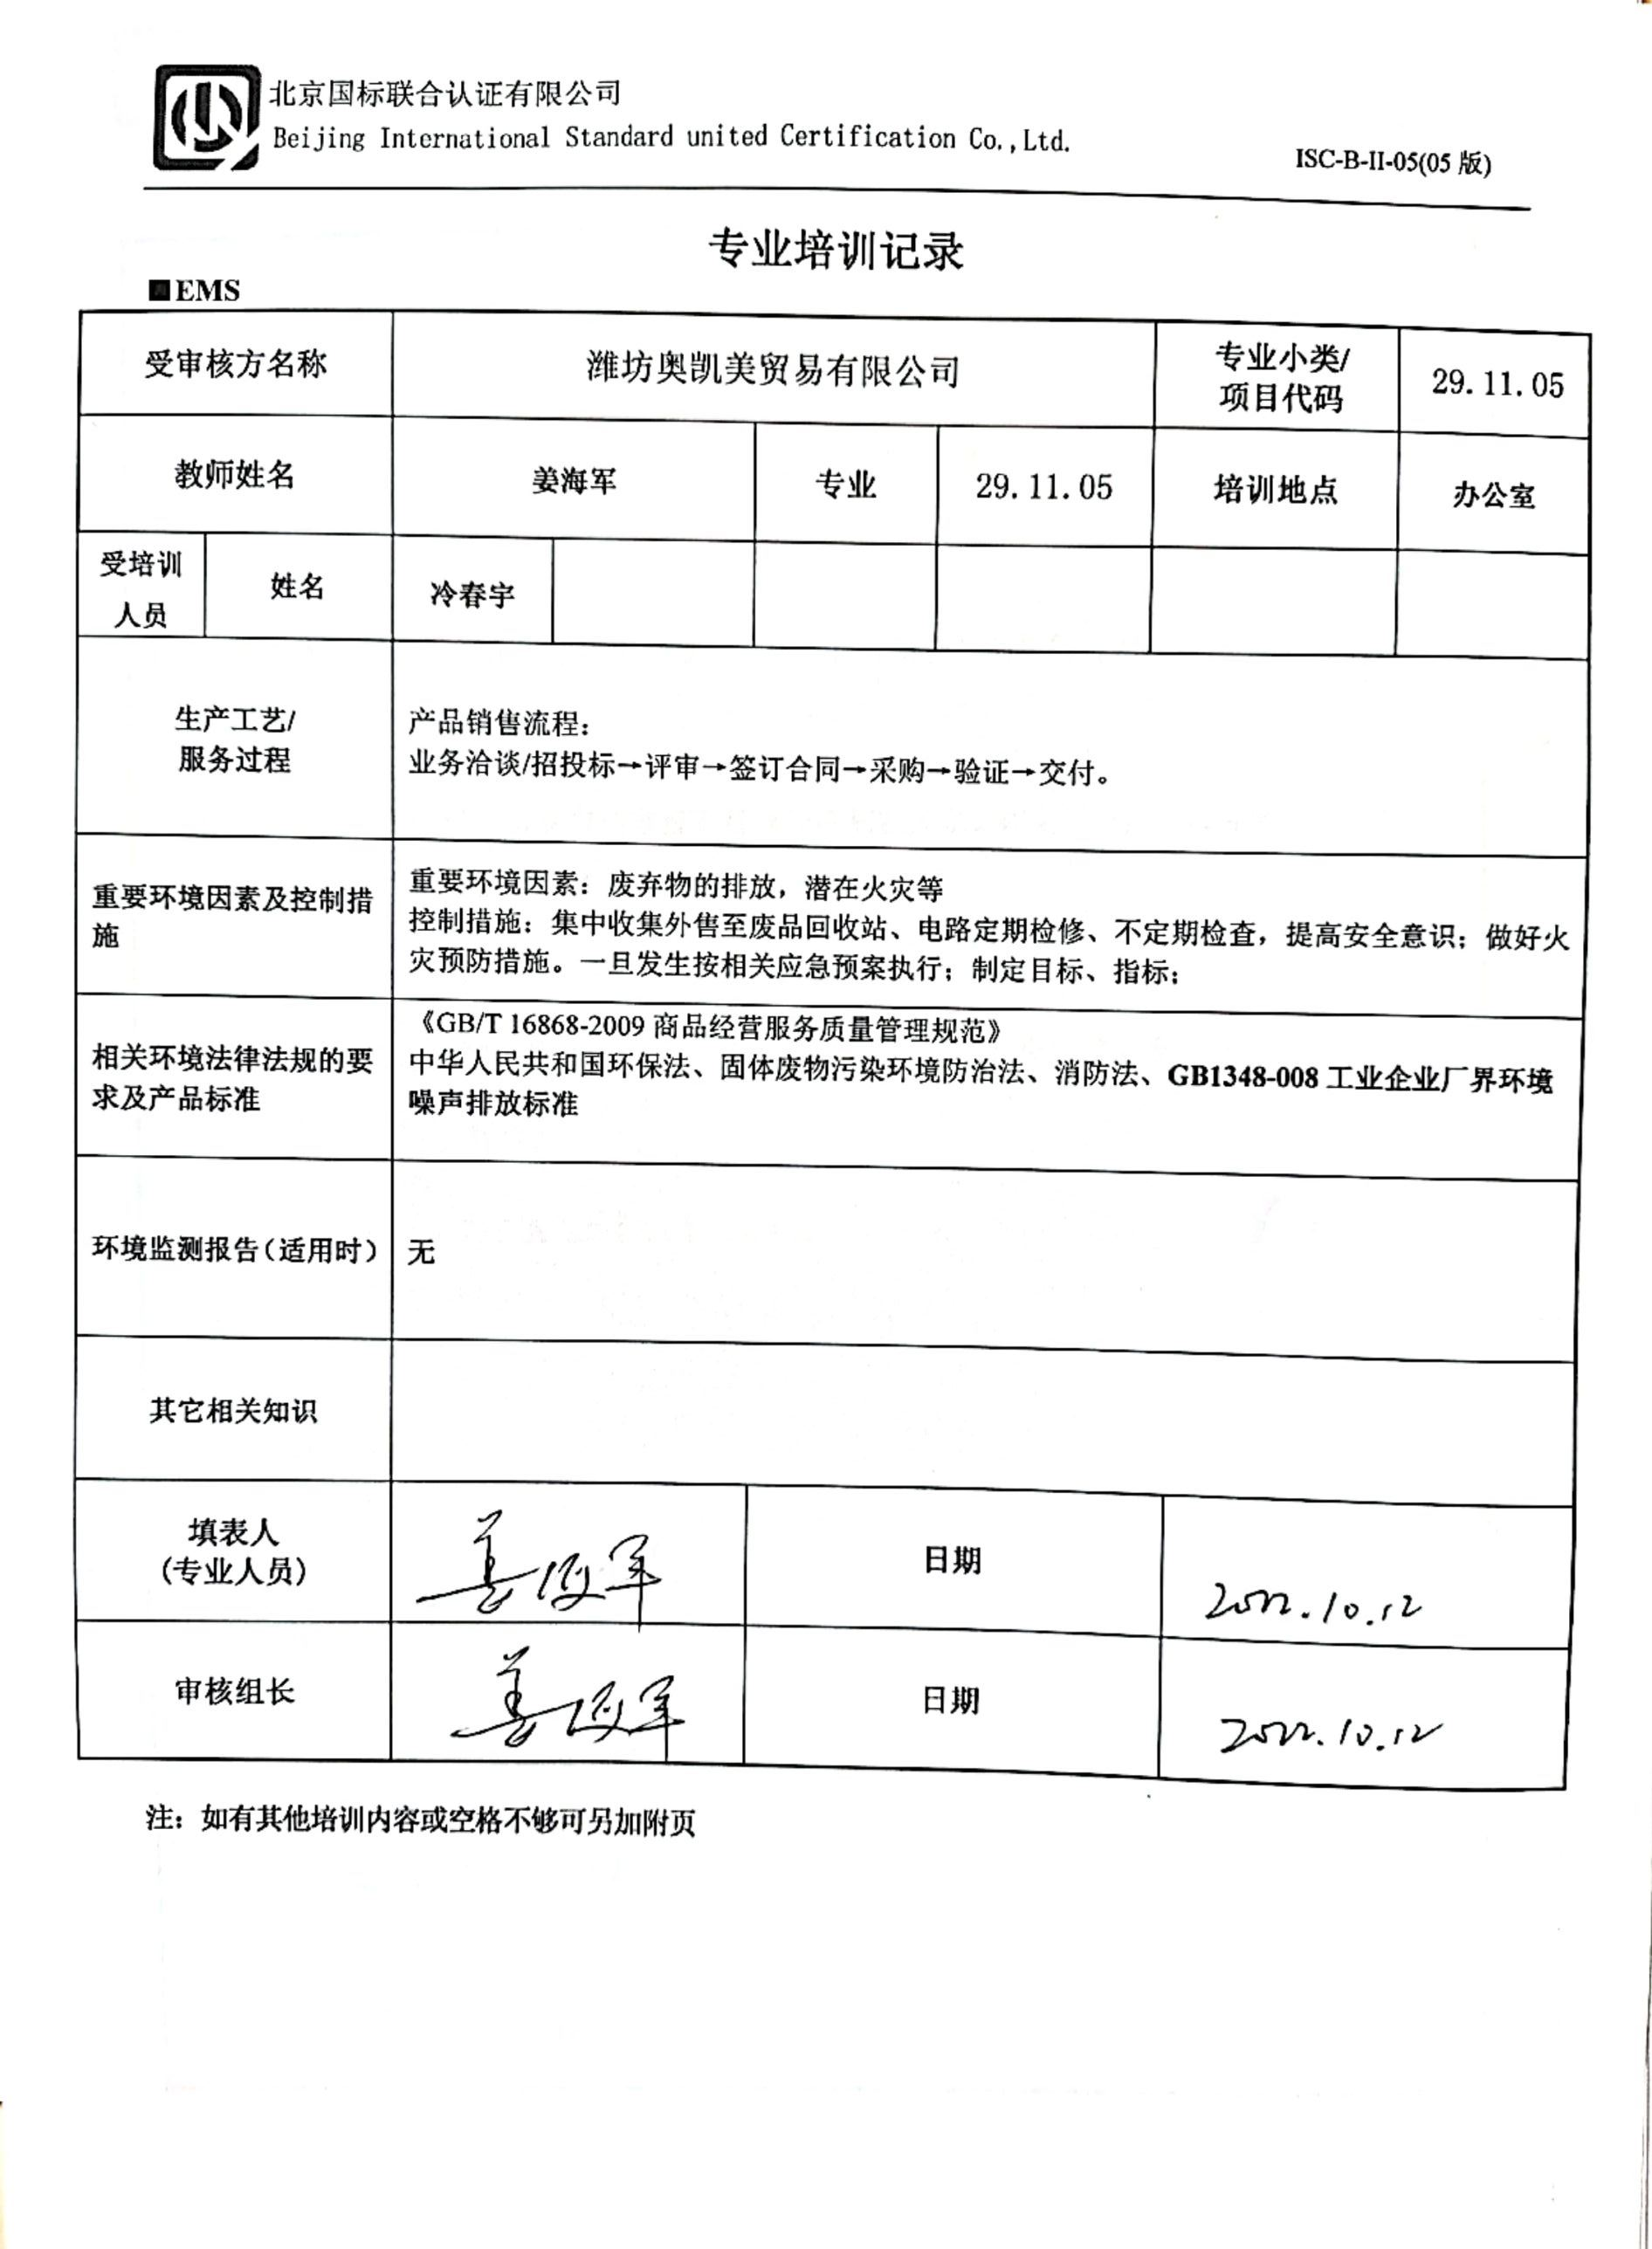 北京国标联合认证有限公司
Beijing International Standard united Certification Co.,Ltd.
ISC-B-II-05(05 版)
专业培训记录
■EMS
受审核方名称
潍坊奥凯美贸易有限公司
专业小类/
项目代码
29.11.05
教师姓名
姜海军
专业
29.11.05
培训地点
办公室
受培训
人员
姓名
冷春宇
生产工艺/
服务过程
产品销售流程：
业务洽谈/招投标→评审→签订合同→采购→验证→交付。
重要环境因素及控制措
施
重要环境因素：废弃物的排放，潜在火灾等
控制措施：集中收集外售至废品回收站、电路定期检修、不定期检查，提高安全意识；做好火
灾预防措施。一旦发生按相关应急预案执行；制定目标、指标；
相关环境法律法规的要
求及产品标准
《GB/T 16868-2009 商品经营服务质量管理规范》
中华人民共和国环保法、固体废物污染环境防治法、消防法、GB1348-008 工业企业厂界环境
噪声排放标准
环境监测报告（适用时）
无
其它相关知识
填表人
（专业人员）
姜海军
日期
2022.10.12
审核组长
姜海军
日期
2022.10.12
注：如有其他培训内容或空格不够可另加附页